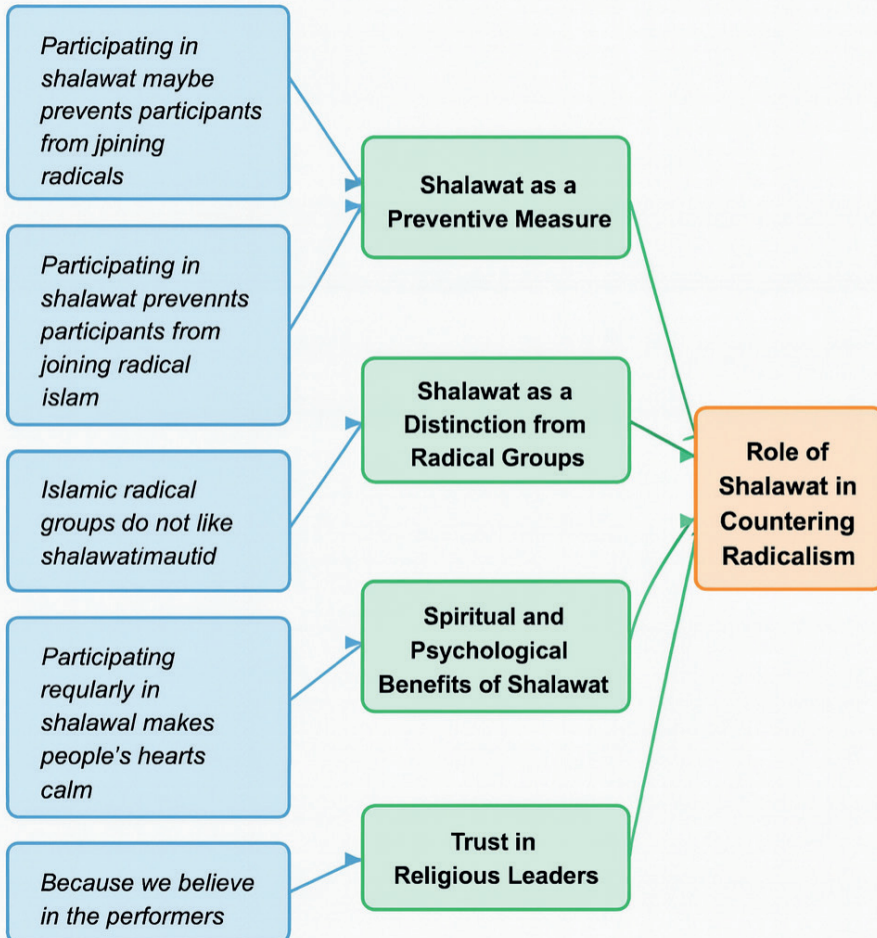 Participating in
shalawat maybe
prevents participants
from jpining
radicals
Participating in
shalawat prevennts
participants from
joining radical
islam
Islamic radical
groups do not like
shalawat/mautid
Participating
reqularly in
shalawal makes
people's hearts
calm
Because we believe
in the performers
Shalawat as a
Preventive Measure
Shalawat as a
Distinction from
Radical Groups
Spiritual and
Psychological
Benefits of Shalawat
Trust in
Religious Leaders
Role of
Shalawat in
Countering
Radicalism